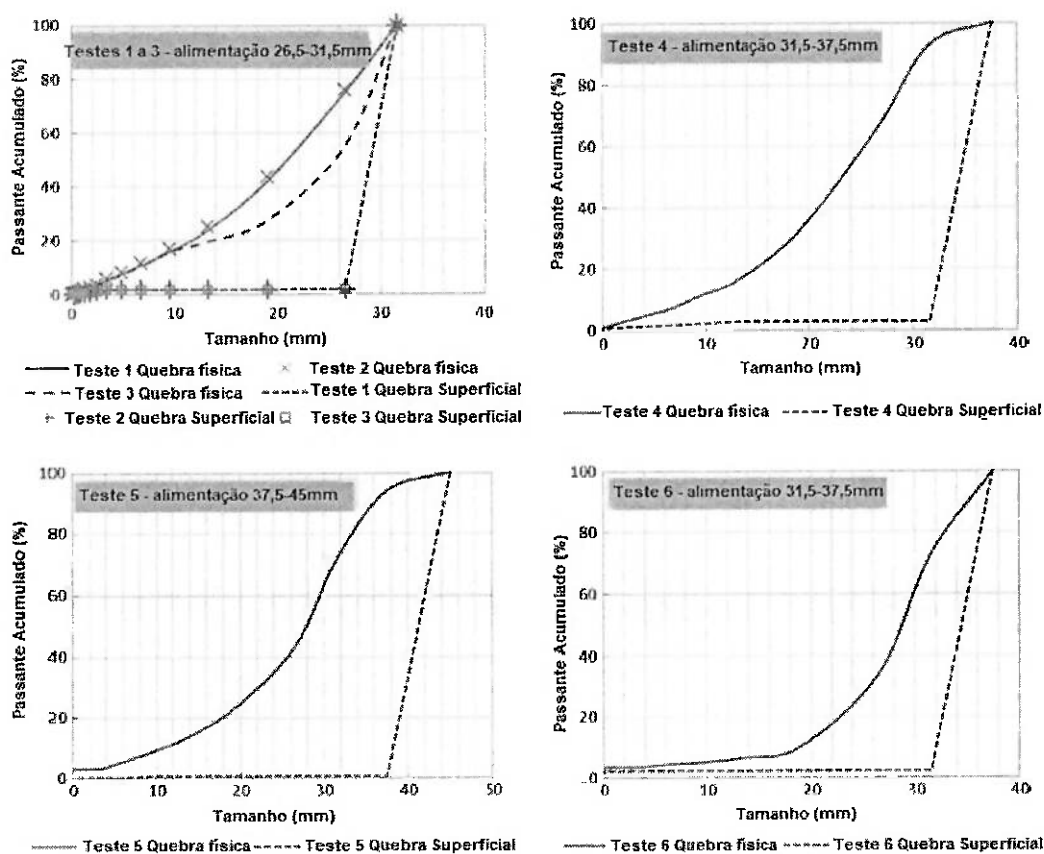 Testes 1 a 3 - alimentação 26,5-31,5mm
Passante Acumulado (%)
100
80
60
40
20
0
0 10 20 30 40
Tamanho (mm)
Teste 1 Quebra física × Teste 2 Quebra física
Teste 3 Quebra física Teste 1 Quebra Superficial
+ Teste 2 Quebra Superficial Teste 3 Quebra Superficial
Teste 4 - alimentação 31,5-37,5mm
Passante Acumulado (%)
100
80
60
40
20
0
0 10 20 30 40
Tamanho (mm)
Teste 4 Quebra física Teste 4 Quebra Superficial
Teste 5 - alimentação 37,5-45mm
Passante Acumulado (%)
100
80
60
40
20
0
0 10 20 30 40 50
Tamanho (mm)
Teste 5 Quebra física Teste 5 Quebra Superficial
Teste 6 - alimentação 31,5-37,5mm
Passante Acumulado (%)
100
80
60
40
20
0
0 10 20 30 40
Tamanho (mm)
Teste 6 Quebra física Teste 6 Quebra Superficial